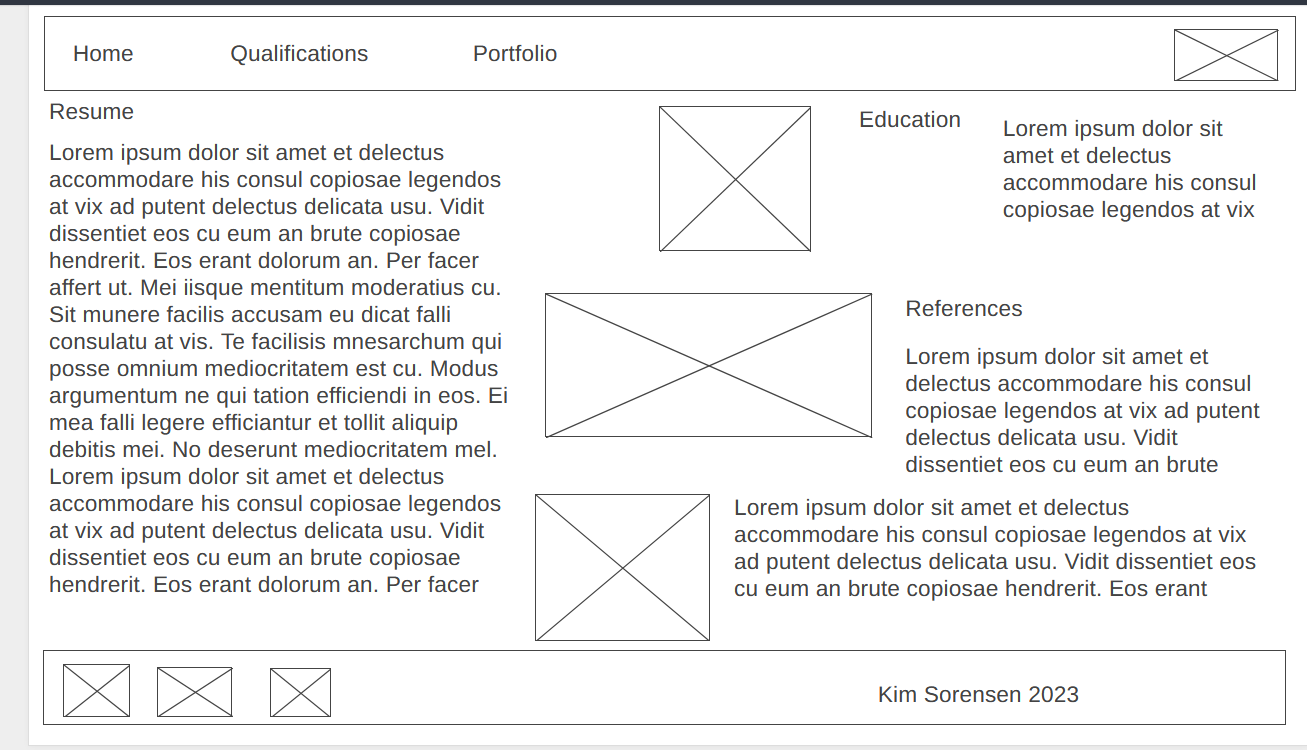 Home
Qualifications
Portfolio
Resume
Lorem ipsum dolor sit amet et delectus
accommodare his consul copiosae legendos
at vix ad putent delectus delicata usu. Vidit
dissentiet eos cu eum an brute copiosae
hendrerit. Eos erant dolorum an. Per facer
affert ut. Mei iisque mentitum moderatius cu.
Sit munere facilis accusam eu dicat falli
consulatu at vis. Te facilisis mnesarchum qui
posse omnium mediocritatem est cu. Modus
argumentum ne qui tation efficiendi in eos. Ei
mea falli legere efficiantur et tollit aliquip
debitis mei. No deserunt mediocritatem mel.
Lorem ipsum dolor sit amet et delectus
accommodare his consul copiosae legendos
at vix ad putent delectus delicata usu. Vidit
dissentiet eos cu eum an brute copiosae
hendrerit. Eos erant dolorum an. Per facer
Education
Lorem ipsum dolor sit
amet et delectus
accommodare his consul
copiosae legendos at vix
References
Lorem ipsum dolor sit amet et
delectus accommodare his consul
copiosae legendos at vix ad putent
delectus delicata usu. Vidit
dissentiet eos cu eum an brute
Lorem ipsum dolor sit amet et delectus
accommodare his consul copiosae legendos at vix
ad putent delectus delicata usu. Vidit dissentiet eos
cu eum an brute copiosae hendrerit. Eos erant
Kim Sorensen 2023